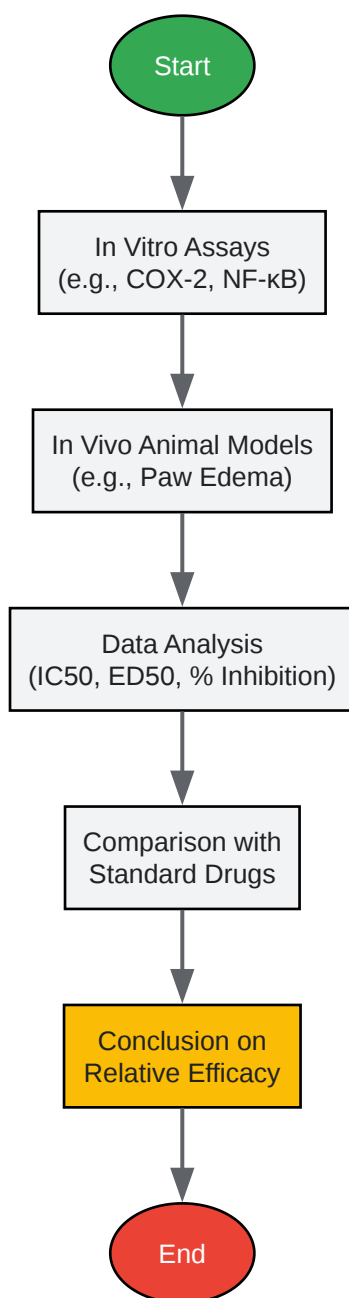 Start
In Vitro Assays
(e.g., COX-2, NF-κB)
In Vivo Animal Models
(e.g., Paw Edema)
Data Analysis
(IC50, ED50, % Inhibition)
Comparison with
Standard Drugs
Conclusion on
Relative Efficacy
End